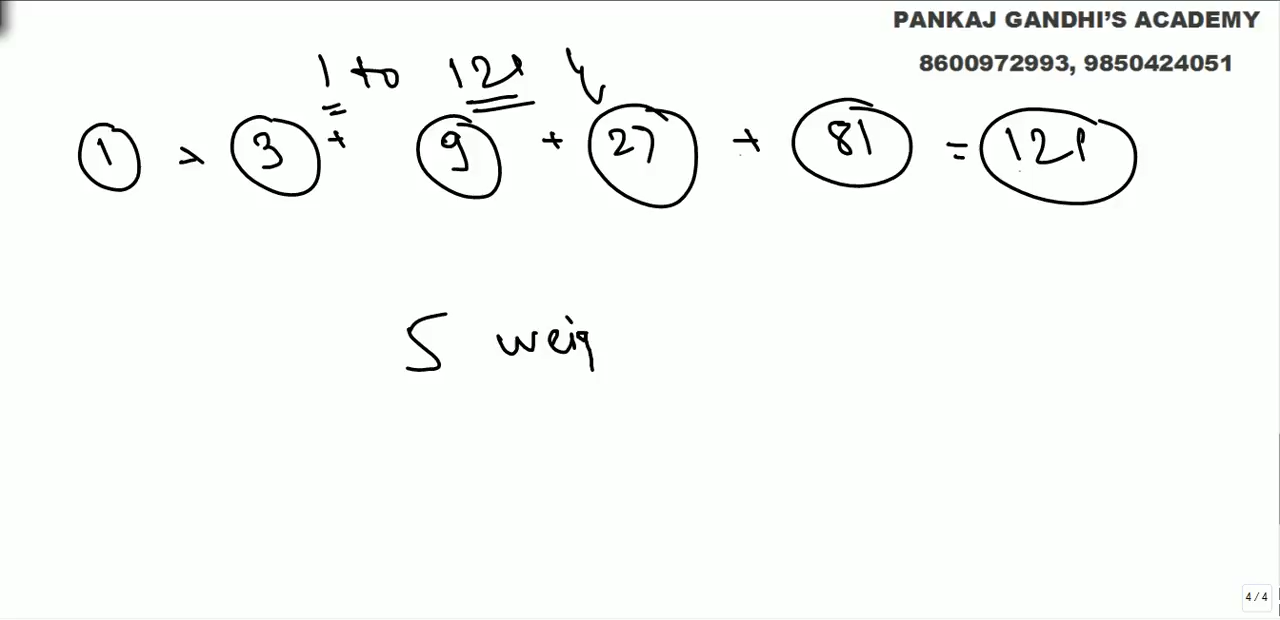 PANKAJ GANDHI'S ACADEMY
8600972993, 9850424051
1 to 121
1 + 3 + 9 + 27 + 81 = 121
5 weig
4 / 4